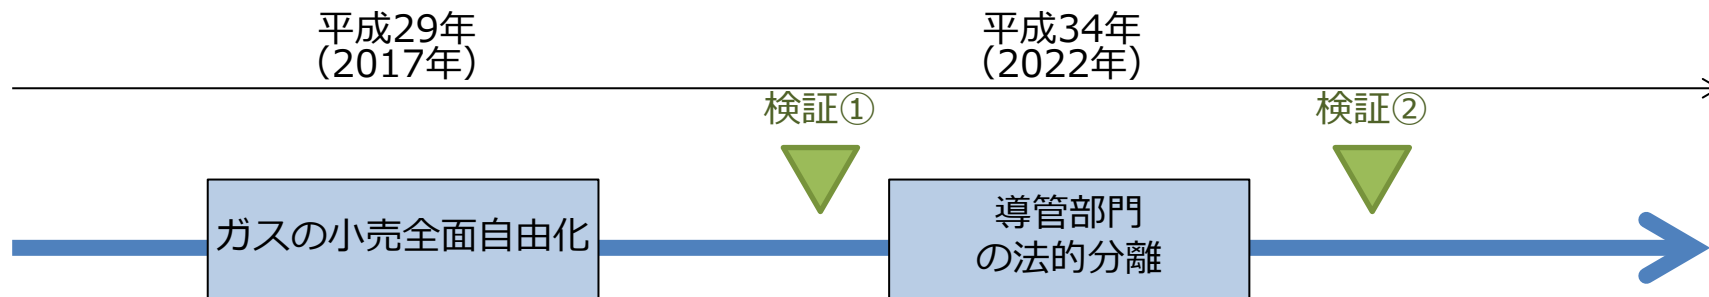 平成29年
（2017年）
平成34年
（2022年）
検証①
検証②
ガスの小売全面自由化
導管部門
の法的分離